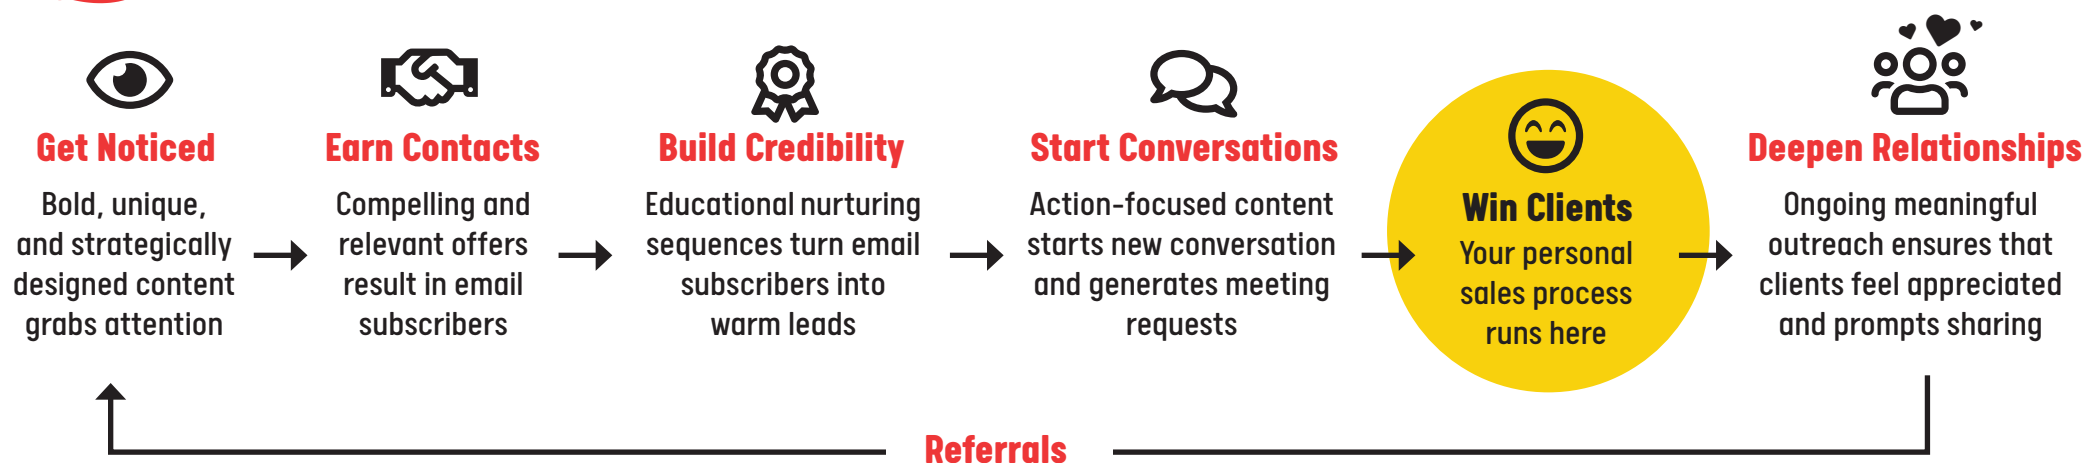 Get Noticed
Bold, unique,
and strategically
designed content
grabs attention
Earn Contacts
Compelling and
relevant offers
result in email
subscribers
Build Credibility
Educational nurturing
sequences turn email
subscribers into
warm leads
Start Conversations
Action-focused content
starts new conversation
and generates meeting
requests
Win Clients
Your personal
sales process
runs here
Deepen Relationships
Ongoing meaningful
outreach ensures that
clients feel appreciated
and prompts sharing
Referrals